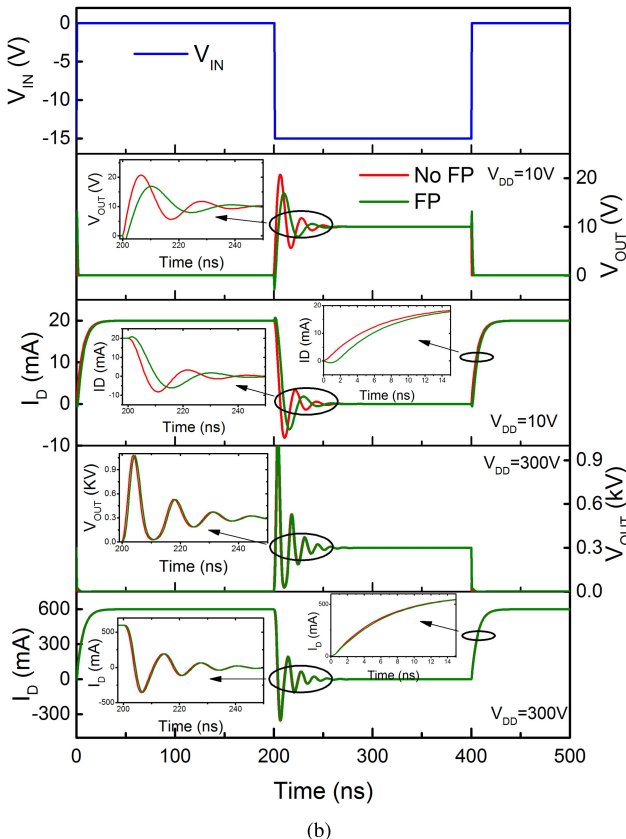 V_IN (V)
0
-5
-10
-15
V_IN
V_OUT (V)
20
10
0
200 220 240
Time (ns)
No FP
FP
V_DD=10V
20
10
0
V_OUT (V)
I_D (mA)
20
10
0
-10
ID (mA)
20
10
0
-10
200 220 240
Time (ns)
ID (mA)
20
10
0
0 2 4 6 8 10 12 14
Time (ns)
V_DD=10V
V_OUT (KV)
0.9
0.6
0.3
0.0
200 220 240
Time (ns)
V_DD=300V
0.9
0.6
0.3
0.0
V_OUT (kV)
I_D (mA)
600
300
0
-300
I_D (mA)
500
0
-500
200 220 240
Time (ns)
I_D (mA)
500
0
0 2 4 6 8 10 12 14
Time (ns)
V_DD=300V
0 100 200 300 400 500
Time (ns)
(b)